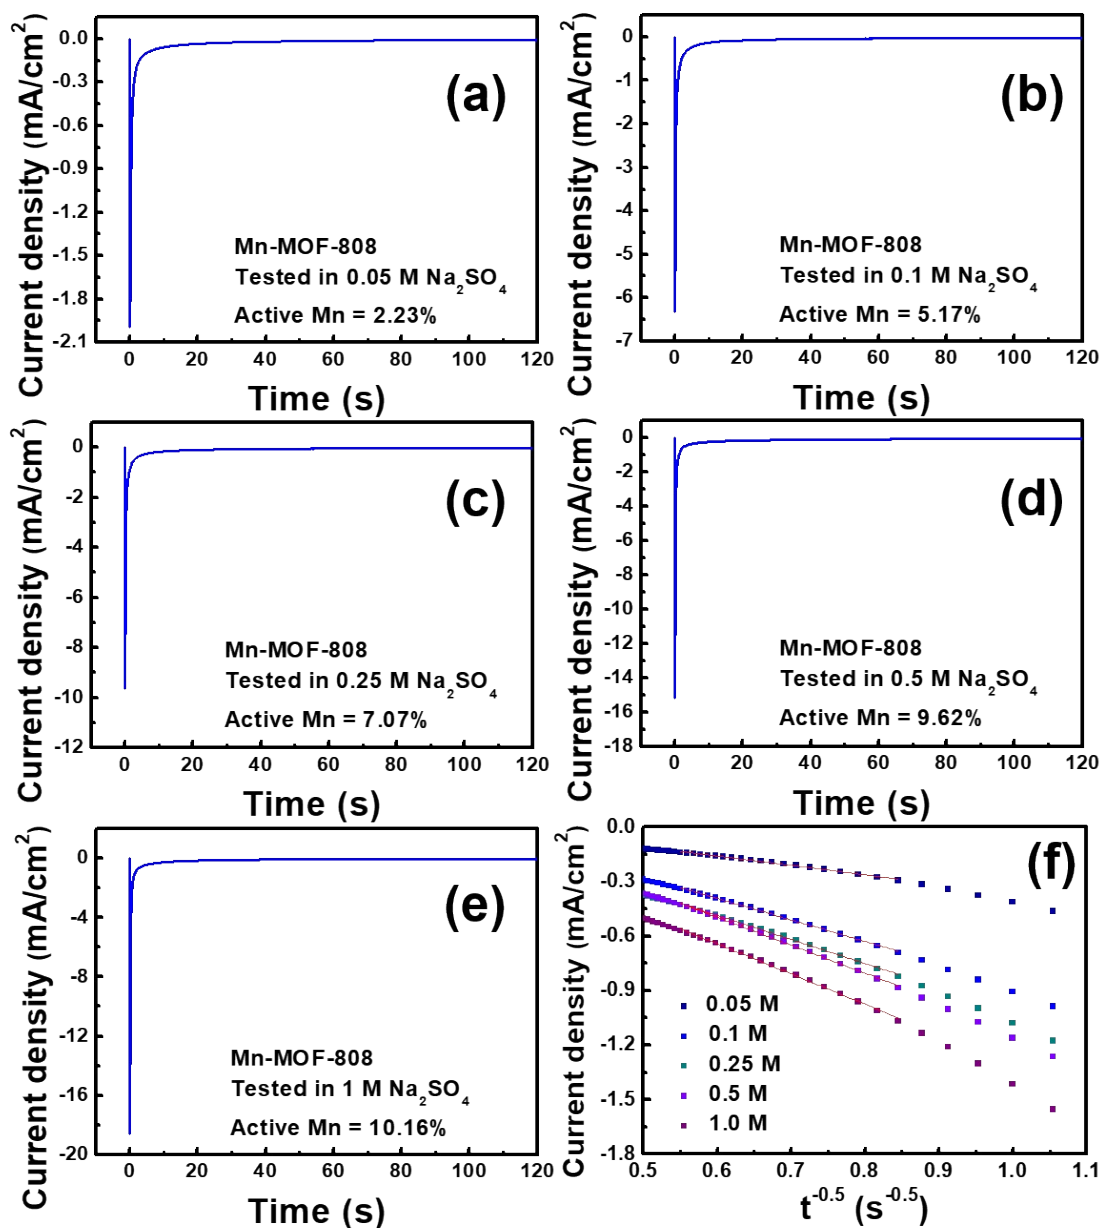 (a)
Current density (mA/cm²)
0.0
-0.3
-0.6
-0.9
-1.2
-1.5
-1.8
-2.1
Mn-MOF-808
Tested in 0.05 M Na₂SO₄
Active Mn = 2.23%
0 20 40 60 80 100 120
Time (s)
(b)
Current density (mA/cm²)
0
-1
-2
-3
-4
-5
-6
-7
Mn-MOF-808
Tested in 0.1 M Na₂SO₄
Active Mn = 5.17%
0 20 40 60 80 100 120
Time (s)
(c)
Current density (mA/cm²)
0
-2
-4
-6
-8
-10
-12
Mn-MOF-808
Tested in 0.25 M Na₂SO₄
Active Mn = 7.07%
0 20 40 60 80 100 120
Time (s)
(d)
Current density (mA/cm²)
0
-2
-4
-6
-8
-10
-12
-14
-16
-18
Mn-MOF-808
Tested in 0.5 M Na₂SO₄
Active Mn = 9.62%
0 20 40 60 80 100 120
Time (s)
(e)
Current density (mA/cm²)
0
-4
-8
-12
-16
-20
Mn-MOF-808
Tested in 1 M Na₂SO₄
Active Mn = 10.16%
0 20 40 60 80 100 120
Time (s)
(f)
Current density (mA/cm²)
0.0
-0.3
-0.6
-0.9
-1.2
-1.5
-1.8
0.05 M
0.1 M
0.25 M
0.5 M
1.0 M
0.5 0.6 0.7 0.8 0.9 1.0 1.1
t⁻⁰·⁵ (s⁻⁰·⁵)